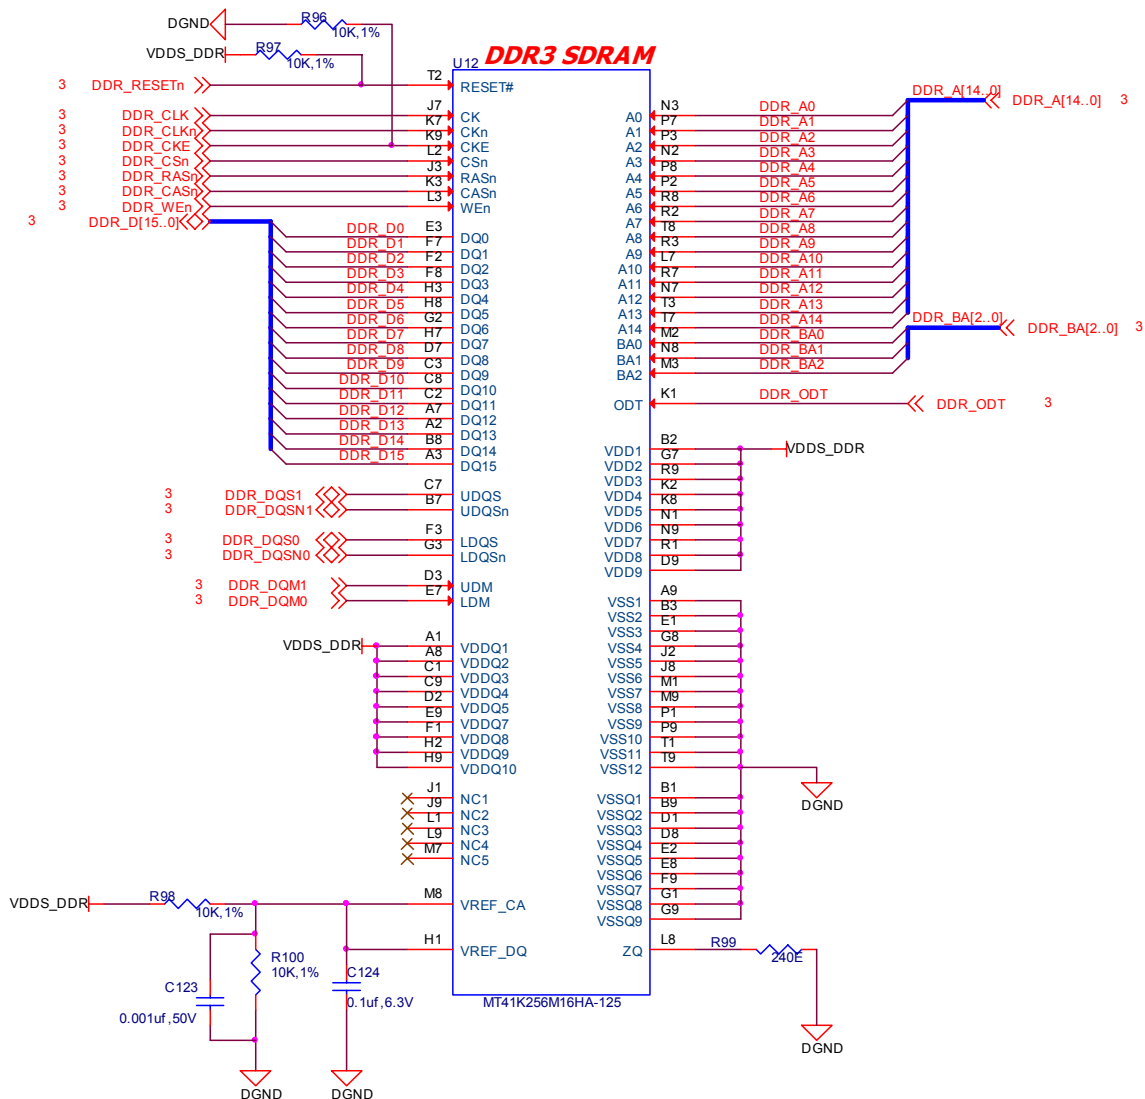 DGND
R96
10K,1%
VDDS_DDR
R97
10K,1%
DDR3 SDRAM
U12
3 DDR_RESETn T2 RESET#
3 DDR_CLK J7 CK
3 DDR_CLKn K7 CKn
3 DDR_CKE K9 CKE
3 DDR_CSn L2 CSn
3 DDR_RASn J3 RASn
3 DDR_CASn K3 CASn
3 DDR_WEn L3 WEn
3 DDR_D[15..0]
DDR_D0 E3 DQ0
DDR_D1 F7 DQ1
DDR_D2 F2 DQ2
DDR_D3 F8 DQ3
DDR_D4 H3 DQ4
DDR_D5 H8 DQ5
DDR_D6 G2 DQ6
DDR_D7 H7 DQ7
DDR_D8 D7 DQ8
DDR_D9 C3 DQ9
DDR_D10 C8 DQ10
DDR_D11 C2 DQ11
DDR_D12 A7 DQ12
DDR_D13 A2 DQ13
DDR_D14 B8 DQ14
DDR_D15 A3 DQ15
3 DDR_DQS1 C7 UDQS
3 DDR_DQSN1 B7 UDQSn
3 DDR_DQS0 F3 LDQS
3 DDR_DQSN0 G3 LDQSn
3 DDR_DQM1 D3 UDM
3 DDR_DQM0 E7 LDM
VDDS_DDR A1 VDDQ1
A8 VDDQ2
C1 VDDQ3
C9 VDDQ4
D2 VDDQ5
E9 VDDQ7
F1 VDDQ8
H2 VDDQ9
H9 VDDQ10
J1 NC1
J9 NC2
L1 NC3
L9 NC4
M7 NC5
VDDS_DDR R98 10K,1% M8 VREF_CA
H1 VREF_DQ
R100
10K,1%
C123
0.001uf,50V
C124
0.1uf,6.3V
DGND
DGND
DDR_A[14..0] DDR_A[14..0] 3
A0 N3 DDR_A0
A1 P7 DDR_A1
A2 P3 DDR_A2
A3 N2 DDR_A3
A4 P8 DDR_A4
A5 P2 DDR_A5
A6 R8 DDR_A6
A7 R2 DDR_A7
A8 T8 DDR_A8
A9 R3 DDR_A9
A10 L7 DDR_A10
A11 R7 DDR_A11
A12 N7 DDR_A12
A13 T3 DDR_A13
A14 T7 DDR_A14
DDR_BA[2..0] DDR_BA[2..0] 3
BA0 M2 DDR_BA0
BA1 N8 DDR_BA1
BA2 M3 DDR_BA2
ODT K1 DDR_ODT DDR_ODT 3
VDD1 B2 VDDS_DDR
VDD2 G7
VDD3 R9
VDD4 K2
VDD5 K8
VDD6 N1
VDD7 N9
VDD8 R1
VDD9 D9
VSS1 A9
VSS2 B3
VSS3 E1
VSS4 G8
VSS5 J2
VSS6 J8
VSS7 M1
VSS8 M9
VSS9 P1
VSS10 P9
VSS11 T1
VSS12 T9
DGND
VSSQ1 B1
VSSQ2 B9
VSSQ3 D1
VSSQ4 D8
VSSQ5 E2
VSSQ6 E8
VSSQ7 F9
VSSQ8 G1
VSSQ9 G9
ZQ L8 R99
240E
DGND
MT41K256M16HA-125